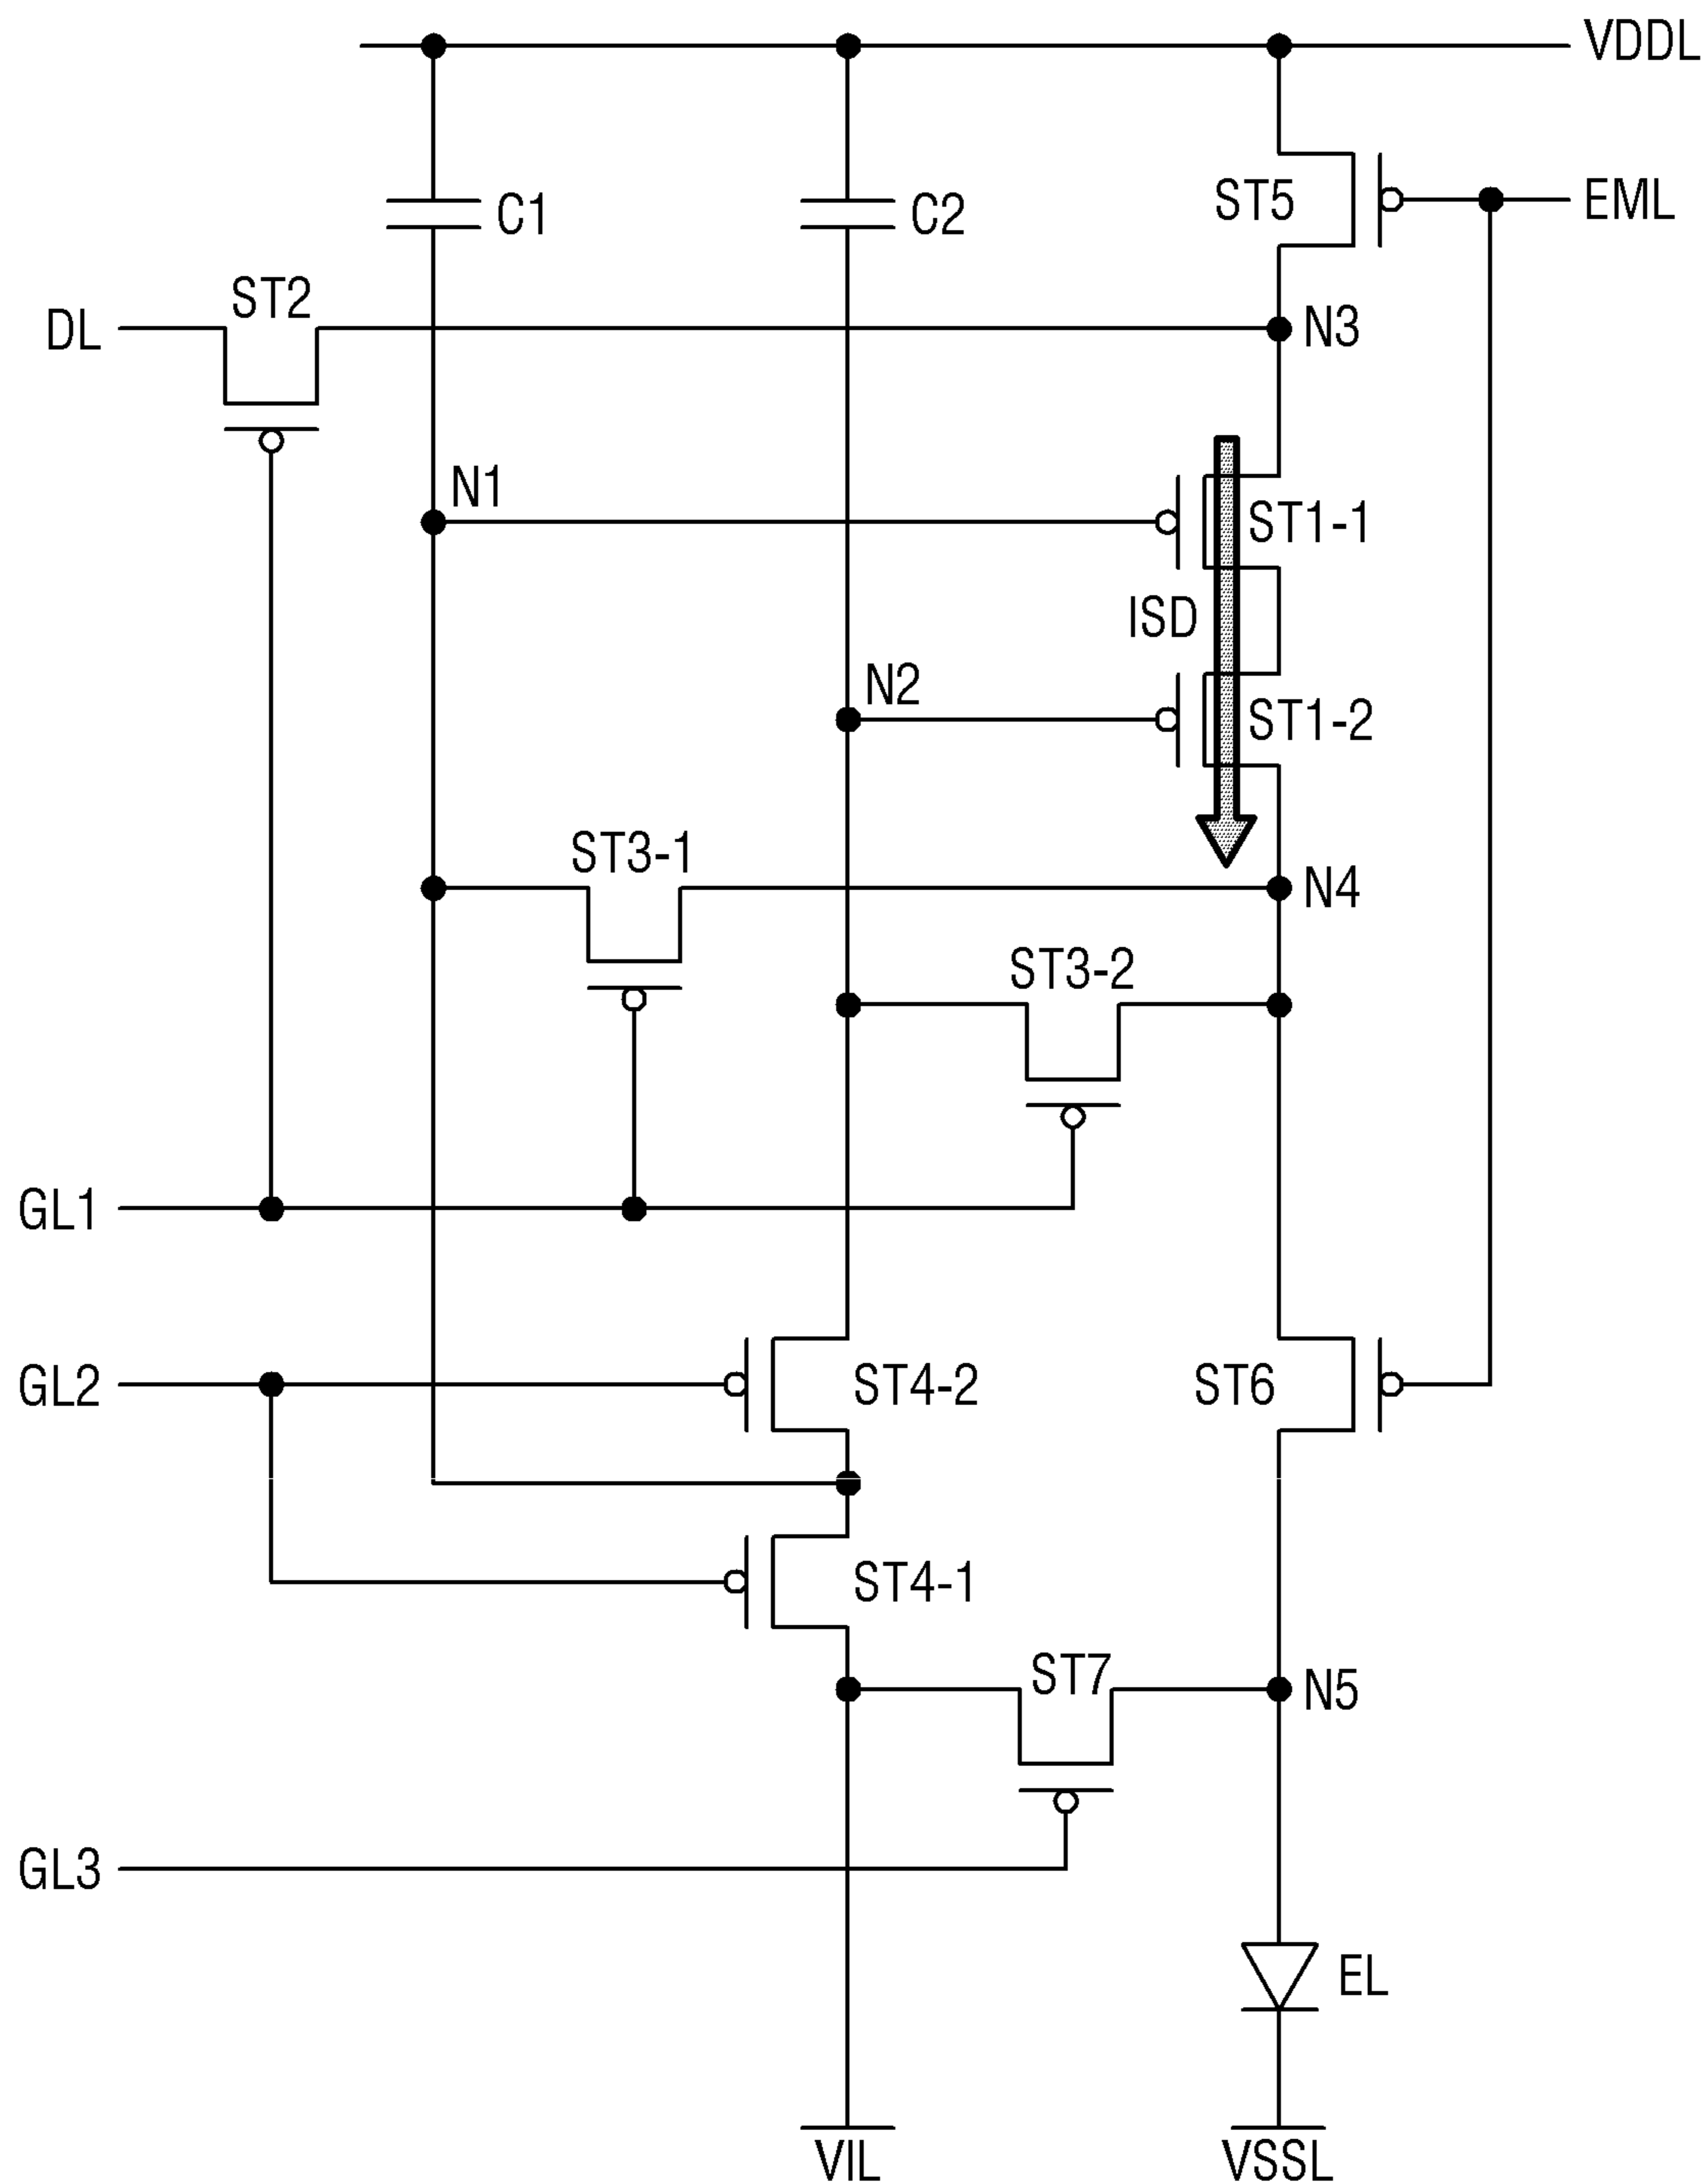 VDDL
C1
C2
ST5
EML
DL
ST2
N3
N1
ST1-1
ISD
N2
ST1-2
ST3-1
N4
ST3-2
GL1
GL2
ST4-2
ST6
ST4-1
ST7
N5
GL3
EL
VIL
VSSL